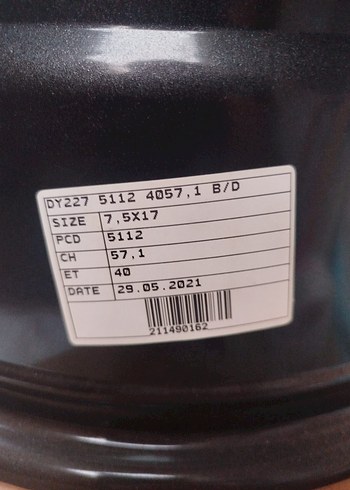 DY227 5112 4057,1 B/D
SIZE 7,5X17
PCD 5112
CH 57,1
ET 40
DATE 29.05.2021
211490162